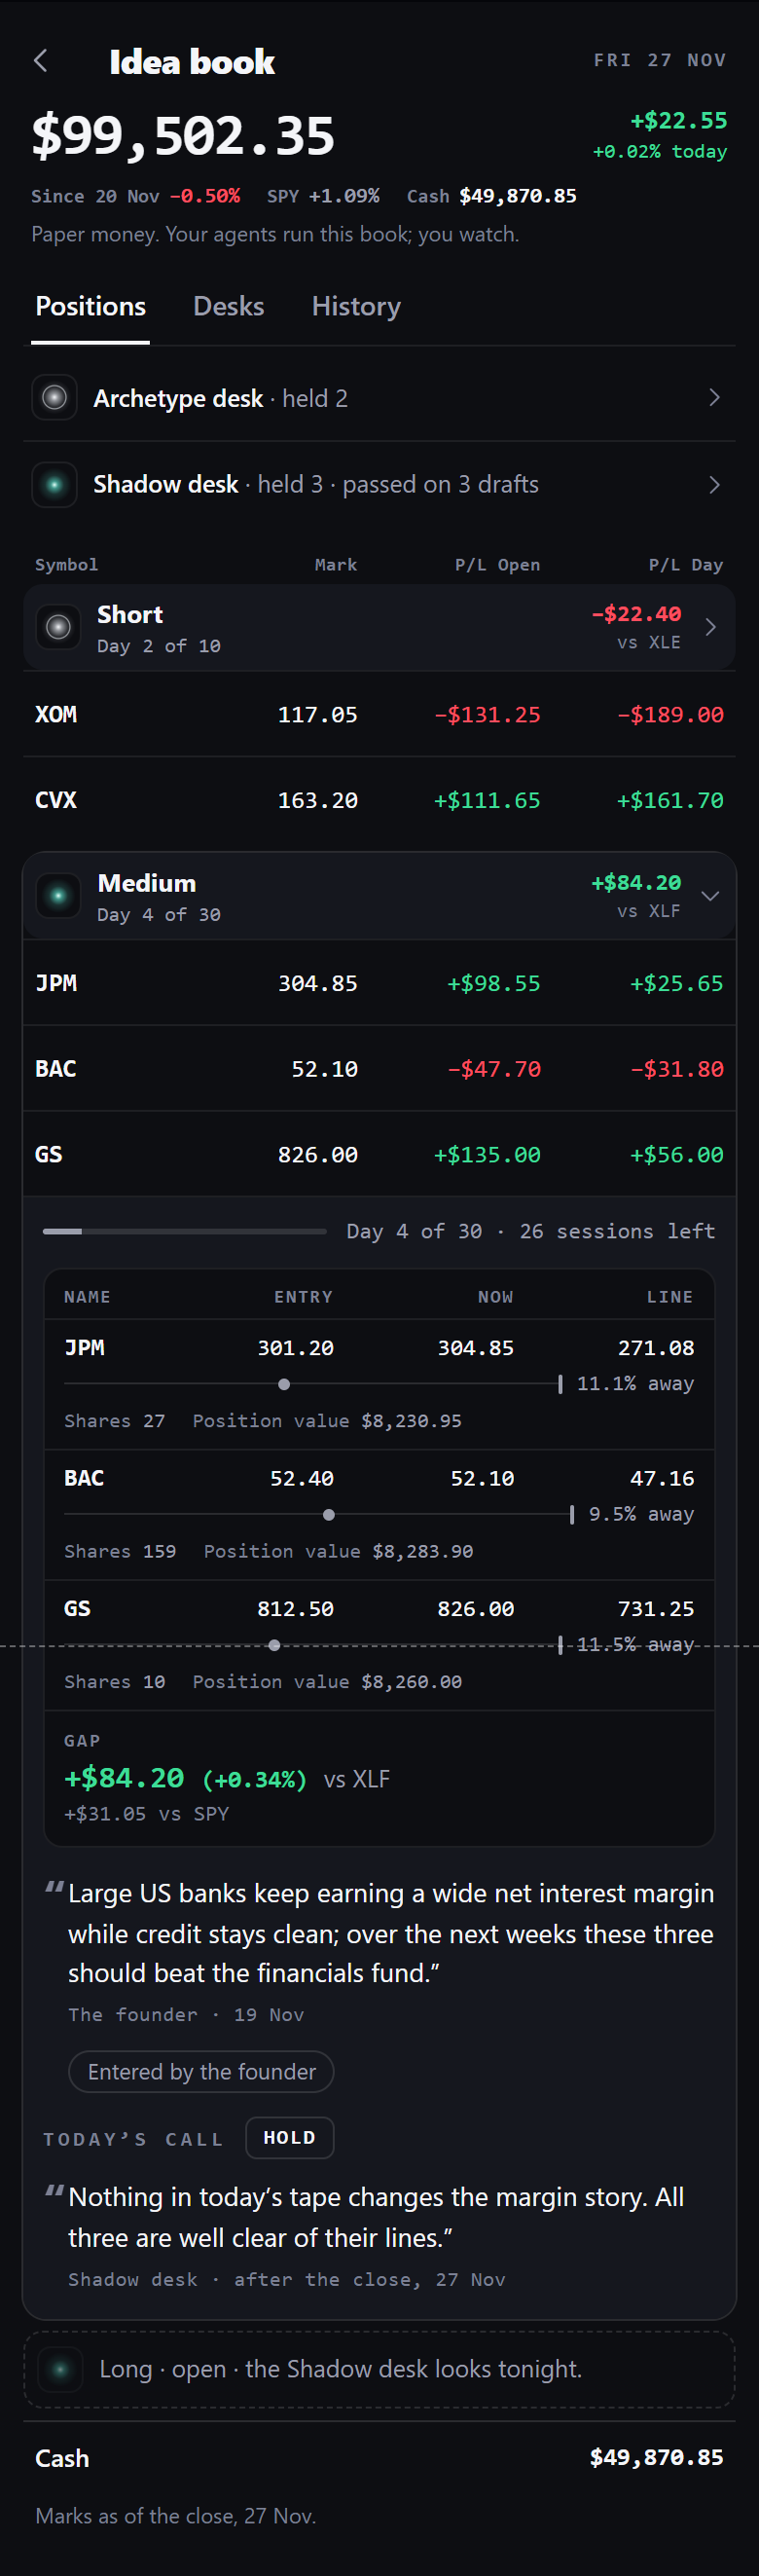 Idea book
FRI 27 NOV
$99,502.35
+$22.55
+0.02% today
Since 20 Nov −0.50% SPY +1.09% Cash $49,870.85
Paper money. Your agents run this book; you watch.
Positions Desks History
Archetype desk · held 2
Shadow desk · held 3 · passed on 3 drafts
Symbol Mark P/L Open P/L Day
Short −$22.40
Day 2 of 10 vs XLE
XOM 117.05 −$131.25 −$189.00
CVX 163.20 +$111.65 +$161.70
Medium +$84.20
Day 4 of 30 vs XLF
JPM 304.85 +$98.55 +$25.65
BAC 52.10 −$47.70 −$31.80
GS 826.00 +$135.00 +$56.00
Day 4 of 30 · 26 sessions left
NAME ENTRY NOW LINE
JPM 301.20 304.85 271.08
11.1% away
Shares 27 Position value $8,230.95
BAC 52.40 52.10 47.16
9.5% away
Shares 159 Position value $8,283.90
GS 812.50 826.00 731.25
11.5% away
Shares 10 Position value $8,260.00
GAP
+$84.20 (+0.34%) vs XLF
+$31.05 vs SPY
“Large US banks keep earning a wide net interest margin
while credit stays clean; over the next weeks these three
should beat the financials fund.”
The founder · 19 Nov
Entered by the founder
TODAY’S CALL HOLD
“Nothing in today’s tape changes the margin story. All
three are well clear of their lines.”
Shadow desk · after the close, 27 Nov
Long · open · the Shadow desk looks tonight.
Cash $49,870.85
Marks as of the close, 27 Nov.